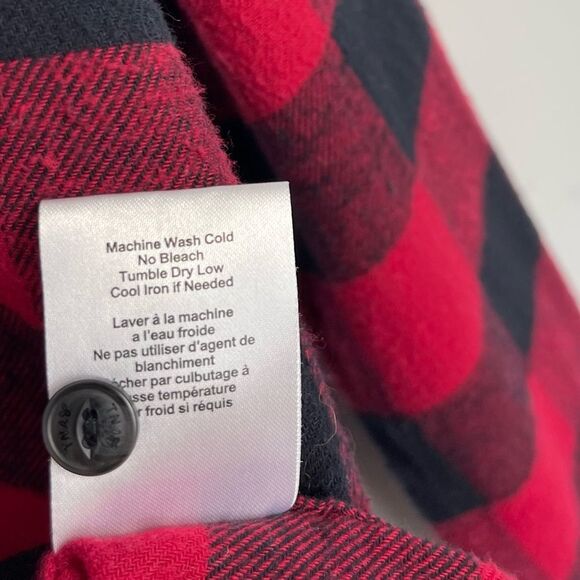 Machine Wash Cold
No Bleach
Tumble Dry Low
Cool Iron if Needed
Laver à la machine
a l'eau froide
Ne pas utiliser d'agent de
blanchiment
par culbutage à
température
froid si réquis